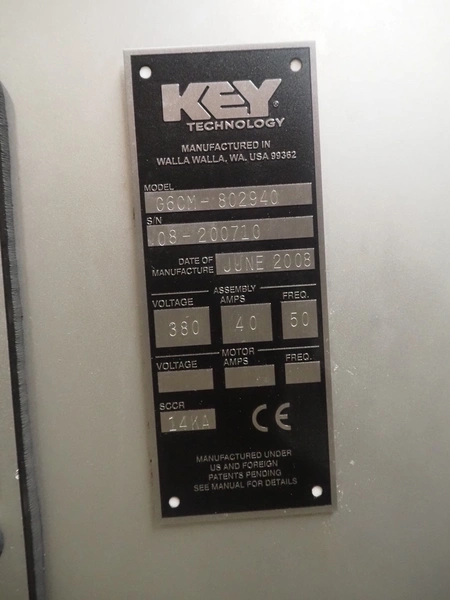 KEY®
TECHNOLOGY
MANUFACTURED IN
WALLA WALLA, WA, USA 99362
MODEL
G6CM-802940
S/N
08-200710
DATE OF MANUFACTURE JUNE 2008
ASSEMBLY
VOLTAGE AMPS FREQ.
380 40 50
MOTOR
VOLTAGE AMPS FREQ.
SCCR
14KA CE
MANUFACTURED UNDER
US AND FOREIGN
PATENTS PENDING
SEE MANUAL FOR DETAILS